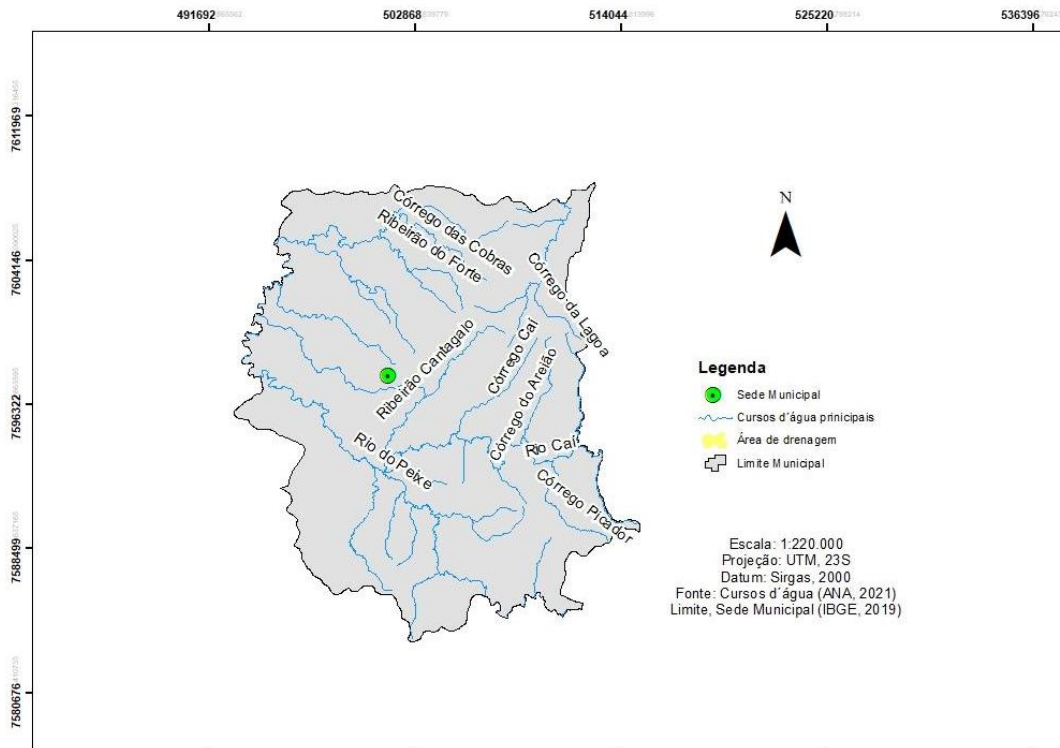 491692 502868 514044 525220 536396
7611969
7604146
7596332
7588499
7580676
Córrego das Cobras
Ribeirão do Forte
Córrego da Lagoa
Ribeirão Cantagalo
Córrego Caí
Córrego do Areião
Rio do Peixe
Rio Caí
Córrego Picador
N
Legenda
Sede Municipal
Cursos d´água prinicipais
Área de drenagem
Limite Municipal
Escala: 1:220.000
Projeção: UTM, 23S
Datum: Sirgas, 2000
Fonte: Cursos d´água (ANA, 2021)
Limite, Sede Municipal (IBGE, 2019)